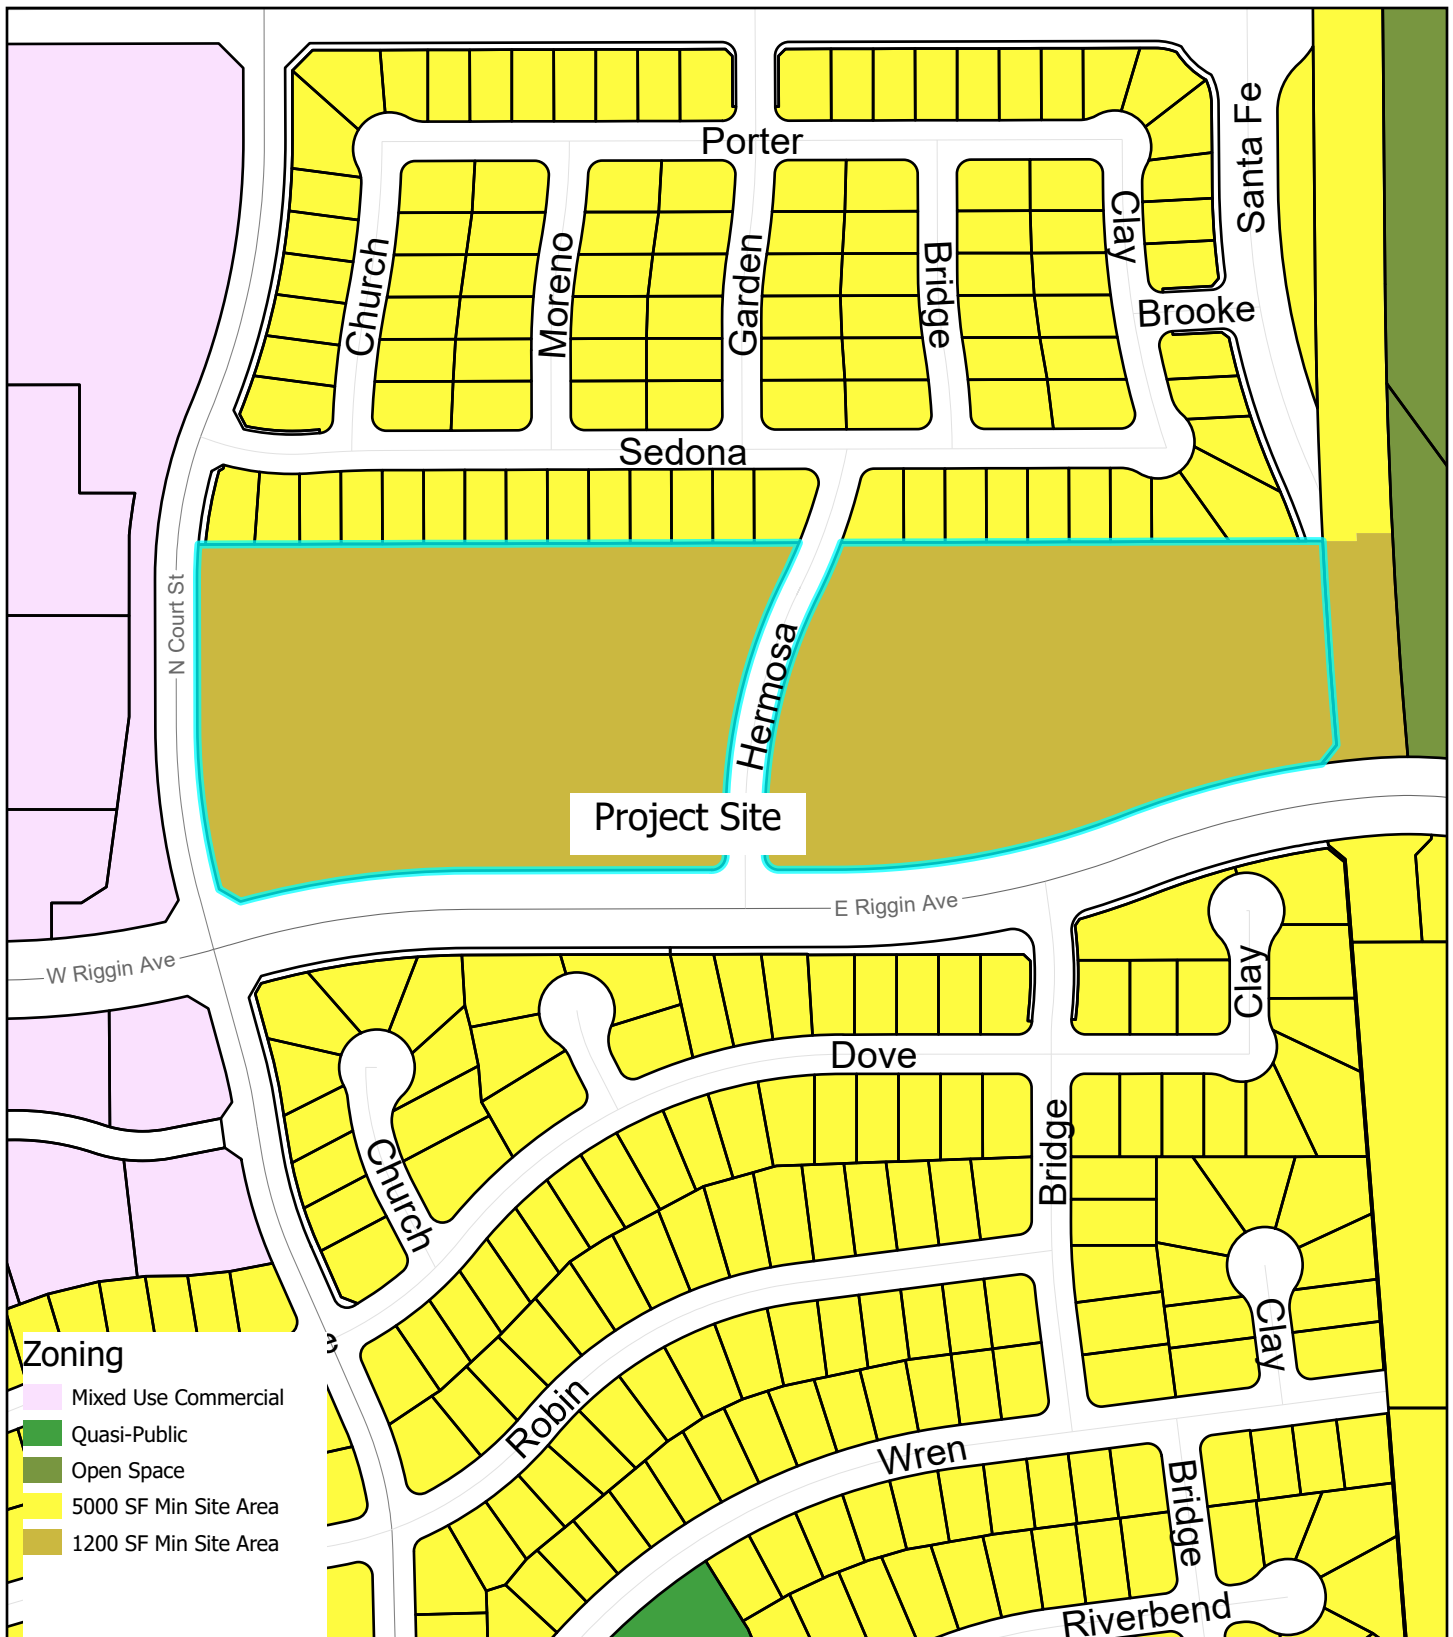 Porter
Santa Fe
Clay
Church
Moreno
Garden
Bridge
Brooke
Sedona
N Court St
Hermosa
Project Site
E Riggin Ave
W Riggin Ave
Clay
Dove
Church
Bridge
Clay
Robin
Wren
Bridge
Riverbend
Zoning
Mixed Use Commercial
Quasi-Public
Open Space
5000 SF Min Site Area
1200 SF Min Site Area